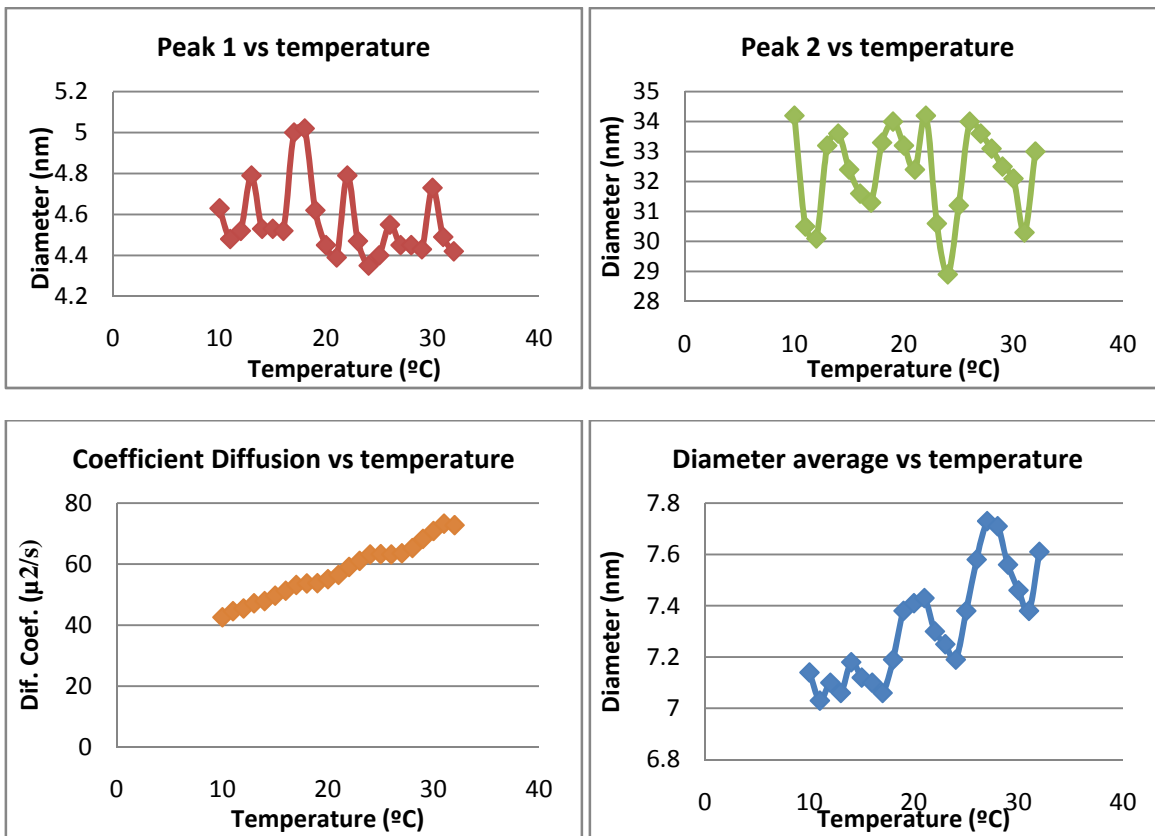 Peak 1 vs temperature
5.2
5
4.8
4.6
4.4
4.2
Diameter (nm)
0 10 20 30 40
Temperature (ºC)
Peak 2 vs temperature
35
34
33
32
31
30
29
28
Diameter (nm)
0 10 20 30 40
Temperature (ºC)
Coefficient Diffusion vs temperature
80
60
40
20
0
Dif. Coef. (µ2/s)
0 10 20 30 40
Temperature (ºC)
Diameter average vs temperature
7.8
7.6
7.4
7.2
7
6.8
Diameter (nm)
0 10 20 30 40
Temperature (ºC)